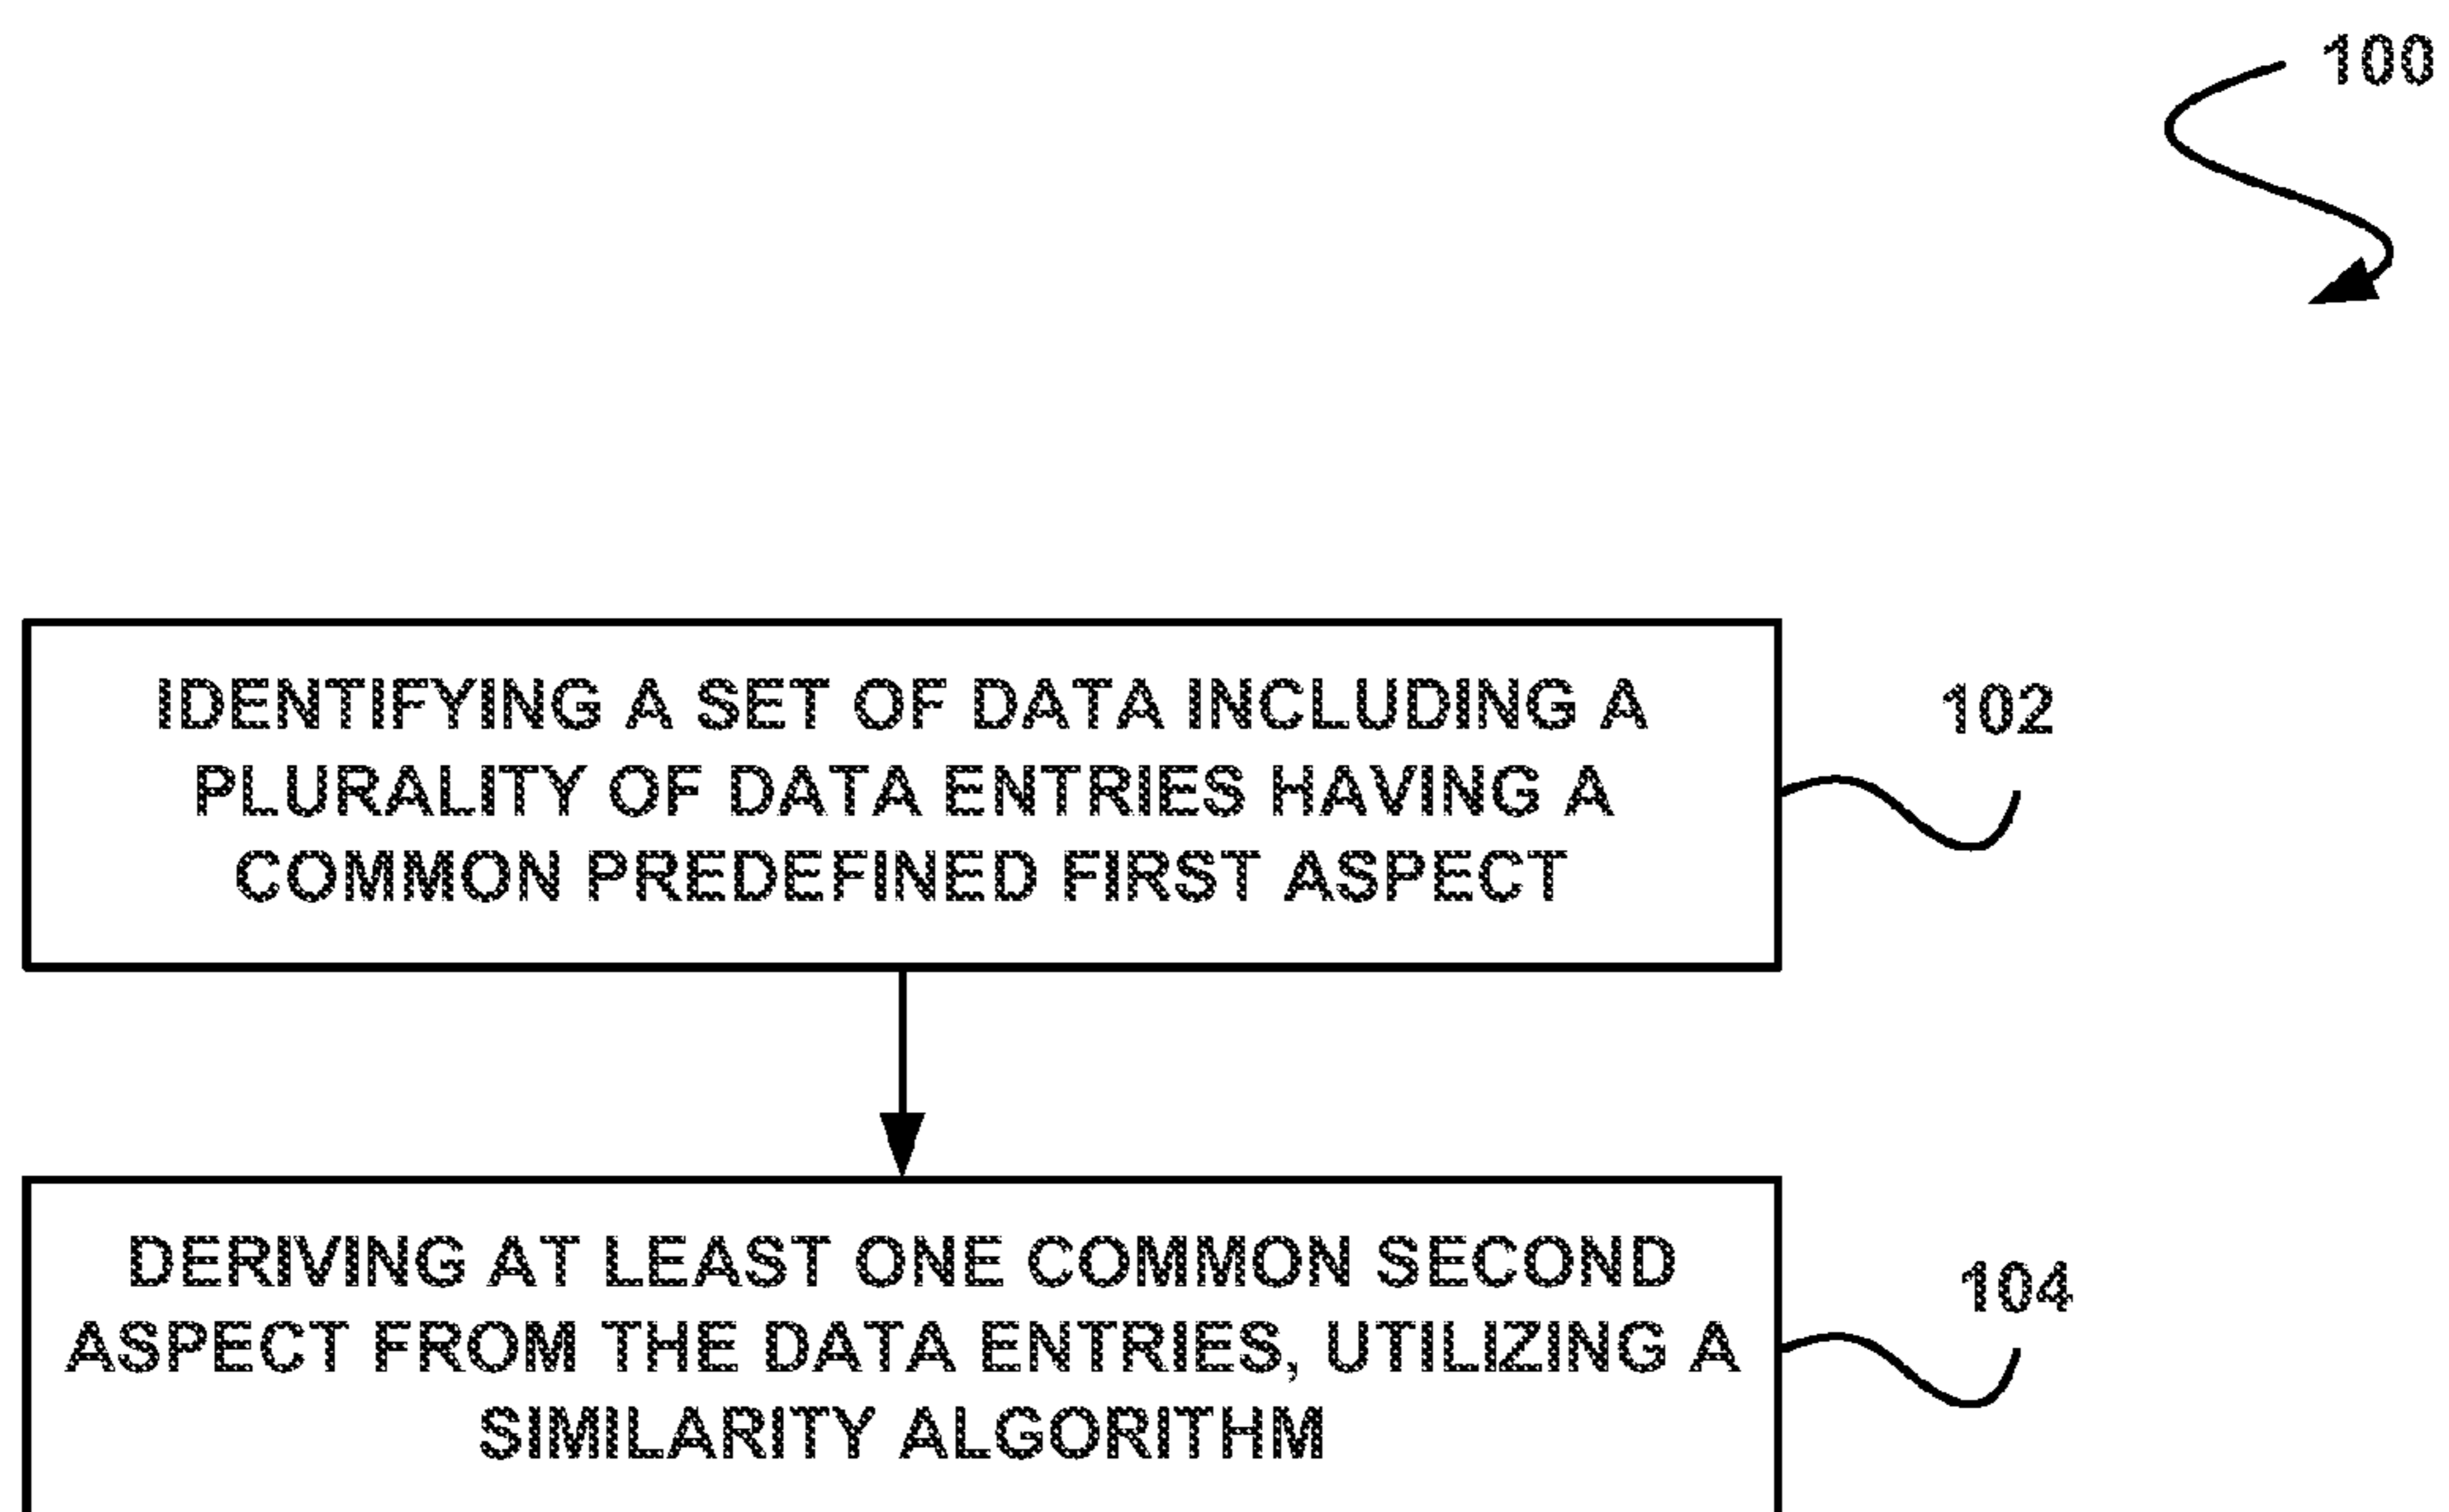 100
IDENTIFYING A SET OF DATA INCLUDING A
PLURALITY OF DATA ENTRIES HAVING A
COMMON PREDEFINED FIRST ASPECT
102
DERIVING AT LEAST ONE COMMON SECOND
ASPECT FROM THE DATA ENTRIES, UTILIZING A
SIMILARITY ALGORITHM
104